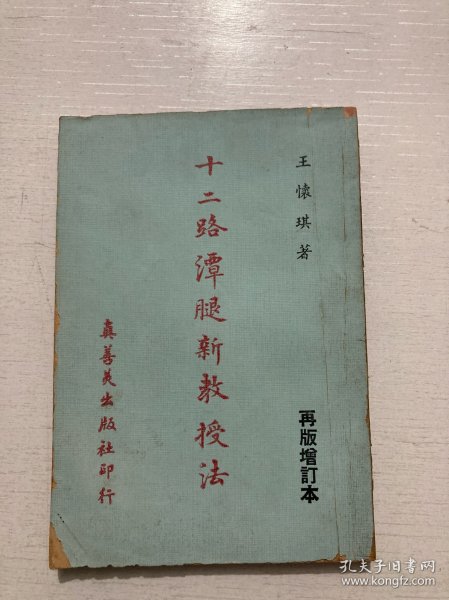 王懷琪著
十二路潭腿新教授法
真善美出版社印行
再版增訂本
孔夫子旧书网
www.kongfz.com